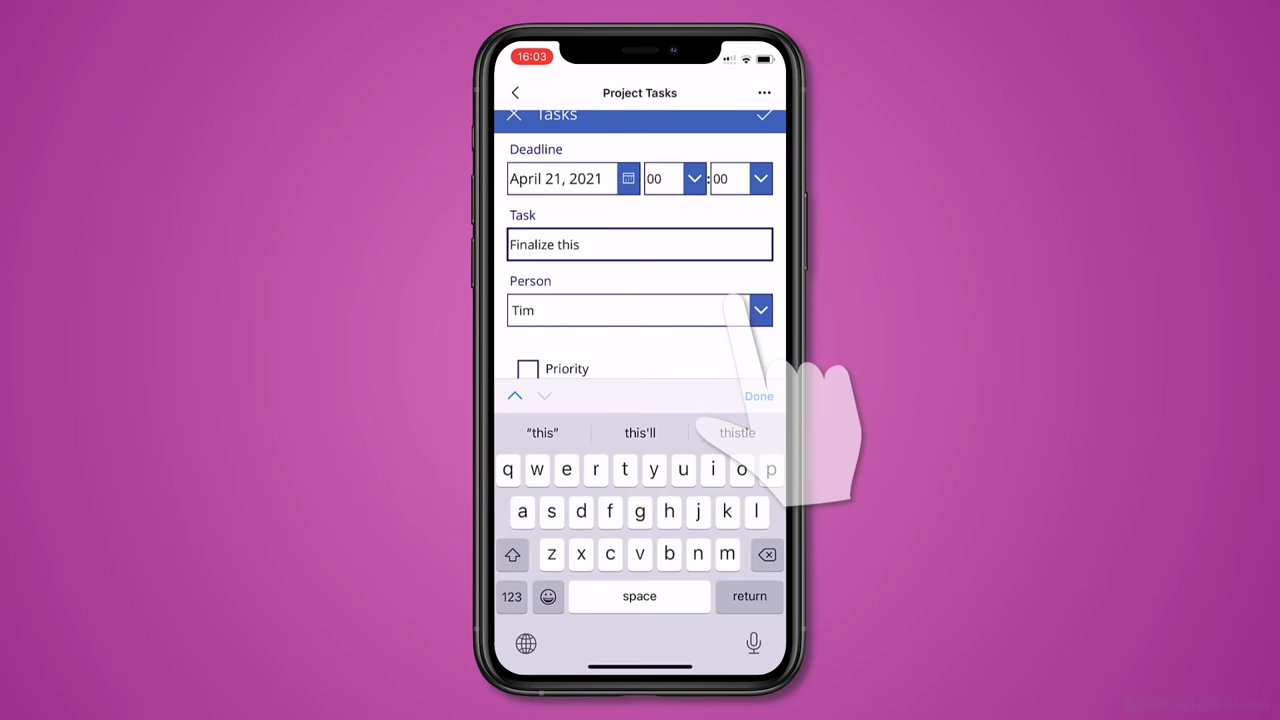 16:03
Project Tasks
Tasks
Deadline
April 21, 2021 00 : 00
Task
Finalize this
Person
Tim
Priority
Done
“this” this'll thistle
q w e r t y u i o p
a s d f g h j k l
z x c v b n m
123 space return